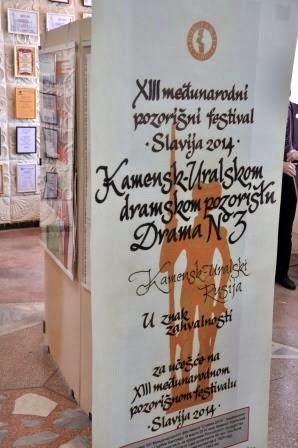 XIII međunarodni
pozorišni festival
· Slavija 2014 ·
Kamensk-Uralskom
dramskom pozorištu
Drama № 3
Kamensk-Uralski
Rusija
U znak
zahvalnosti
za učešće na
XIII međunarodnom
pozorišnom festivalu
· Slavija 2014 ·